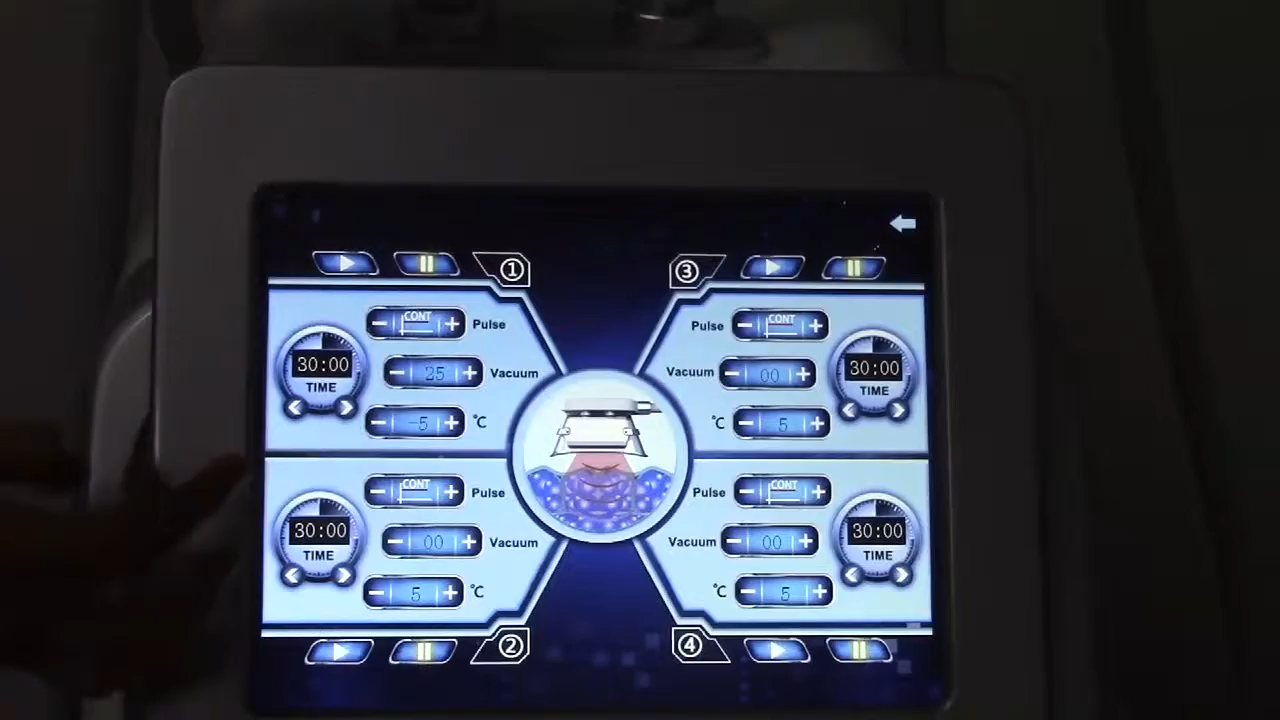 ①
CONT
Pulse
30:00
TIME
25
Vacuum
-5
℃
③
Pulse
CONT
Vacuum
00
30:00
TIME
℃
5
CONT
Pulse
30:00
TIME
00
Vacuum
5
℃
②
Pulse
CONT
Vacuum
00
30:00
TIME
℃
5
④